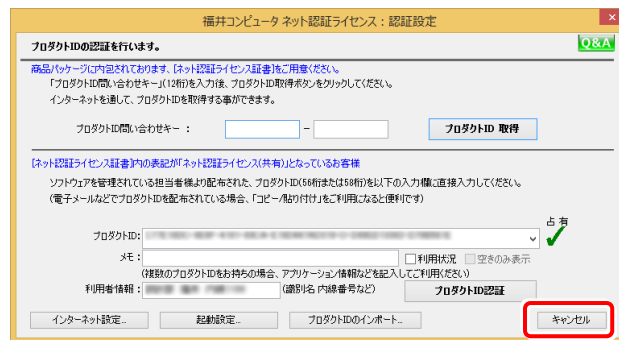 福井コンピュータ ネット認証ライセンス：認証設定
×
プロダクトIDの認証を行います。
Q&A
商品パッケージに内包されております、[ネット認証ライセンス証書]をご用意ください。
「プロダクトID問い合わせキー」(12桁)を入力後、プロダクトID取得ボタンをクリックしてください。
インターネットを通して、プロダクトIDを取得する事ができます。
プロダクトID問い合わせキー ： －
プロダクトID 取得
[ネット認証ライセンス証書]内の表記が「ネット認証ライセンス(共有)」となっているお客様
ソフトウェアを管理されている担当者様より配布された、プロダクトID(56桁または58桁)を以下の入力欄に直接入力してください。
(電子メールなどでプロダクトIDを配布されている場合、「コピー/貼り付け」をご利用になると便利です)
占有
プロダクトID：
メモ：
利用状況 空きのみ表示
(複数のプロダクトIDをお持ちの場合、アプリケーション情報などを記入してご利用ください)
利用者情報： (識別名 内線番号など)
プロダクトID認証
インターネット設定... 起動設定... プロダクトIDのインポート... キャンセル